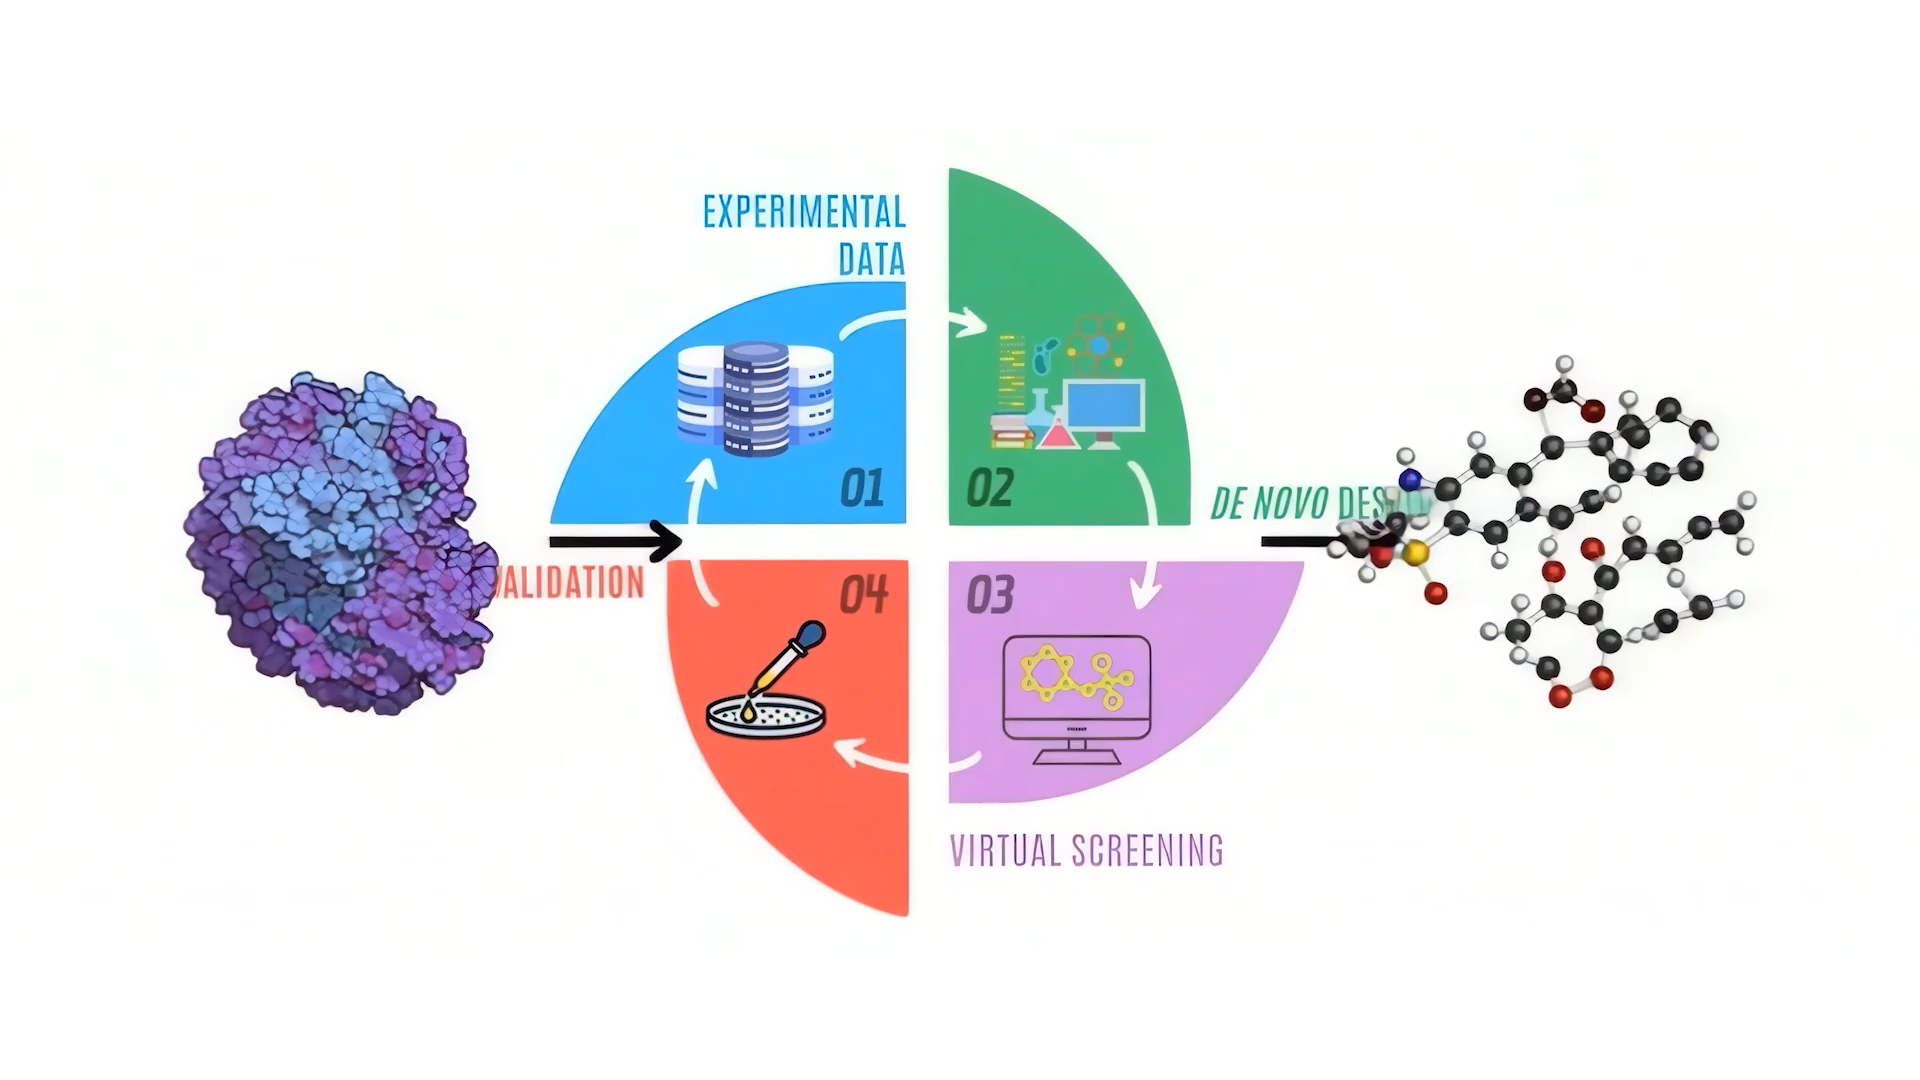 EXPERIMENTAL
DATA
01
02
DE NOVO
VALIDATION
04
03
VIRTUAL SCREENING